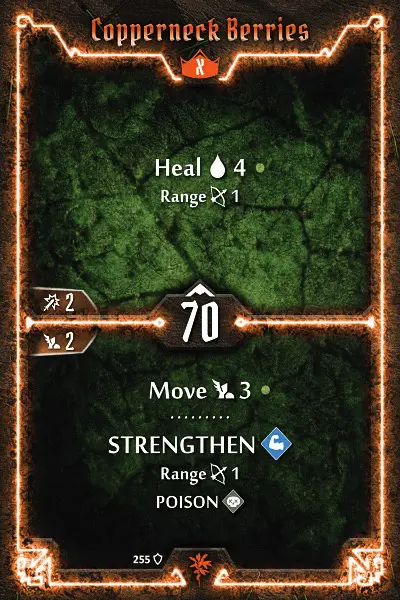 Copperneck Berries
X
Heal 4
Range 1
2
70
2
Move 3
STRENGTHEN
Range 1
POISON
255